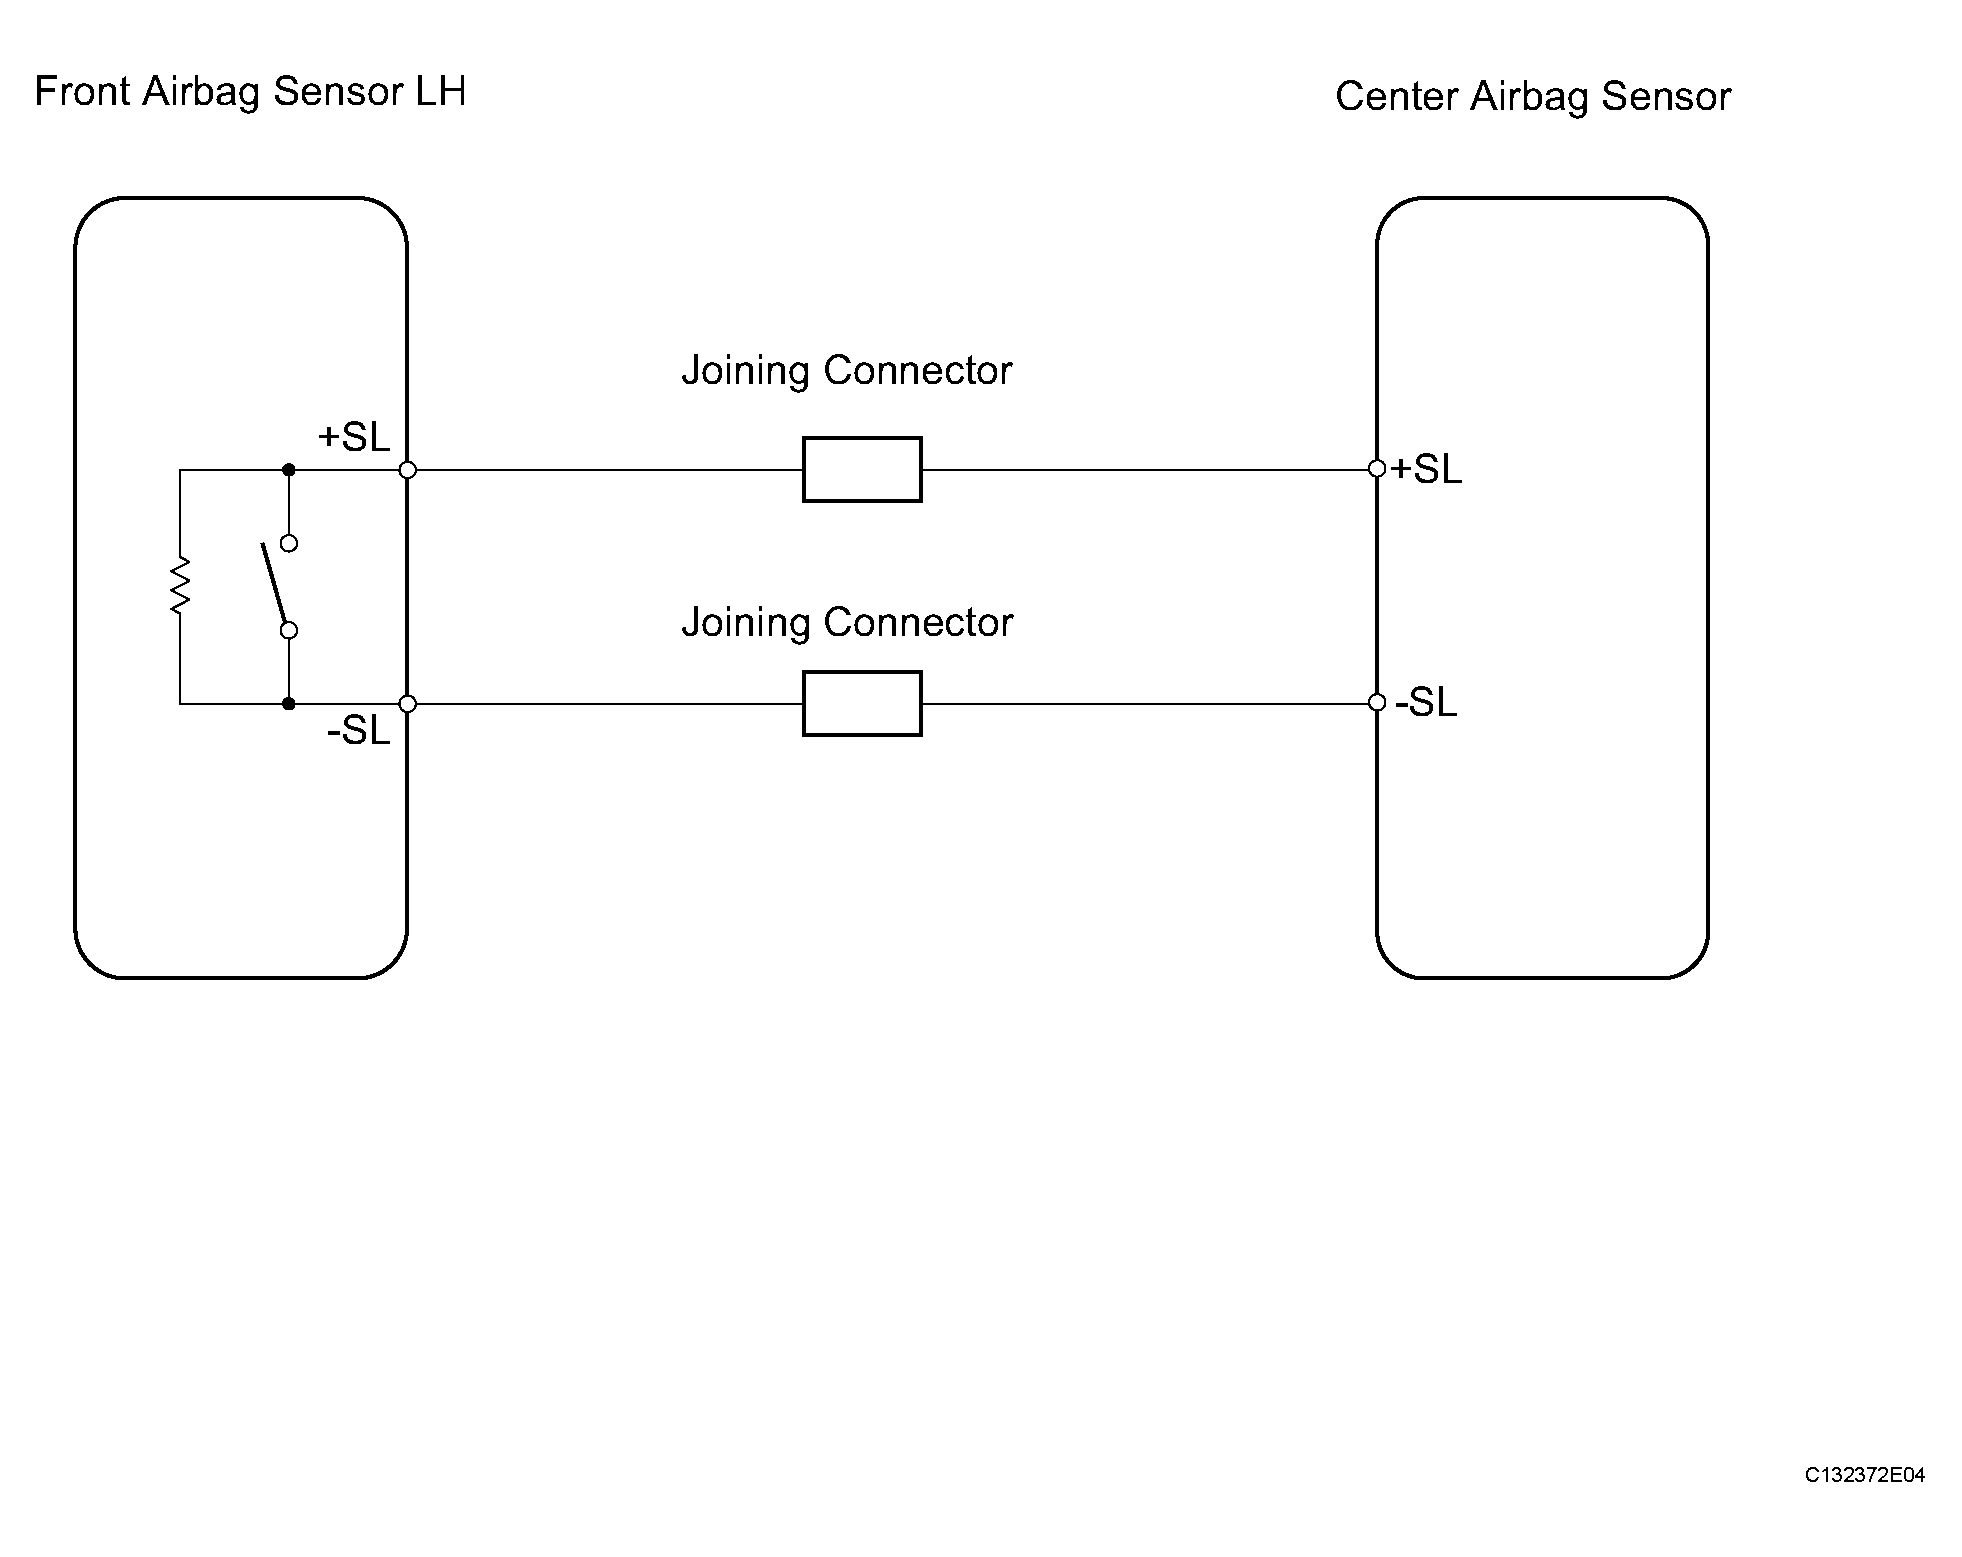 Front Airbag Sensor LH
Center Airbag Sensor
Joining Connector
+SL
+SL
Joining Connector
-SL
-SL
C132372E04